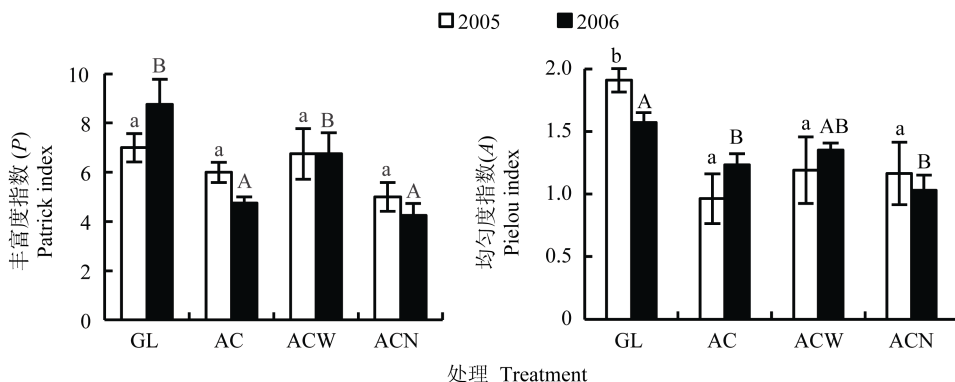 2005 2006
丰富度指数 (P)
Patrick index
10
8
6
4
2
0
a B a A a B a A
GL AC ACW ACN
均匀度指数(A)
Pielou index
2.0
1.5
1.0
0.5
0
b A a B a AB a B
GL AC ACW ACN
处理 Treatment